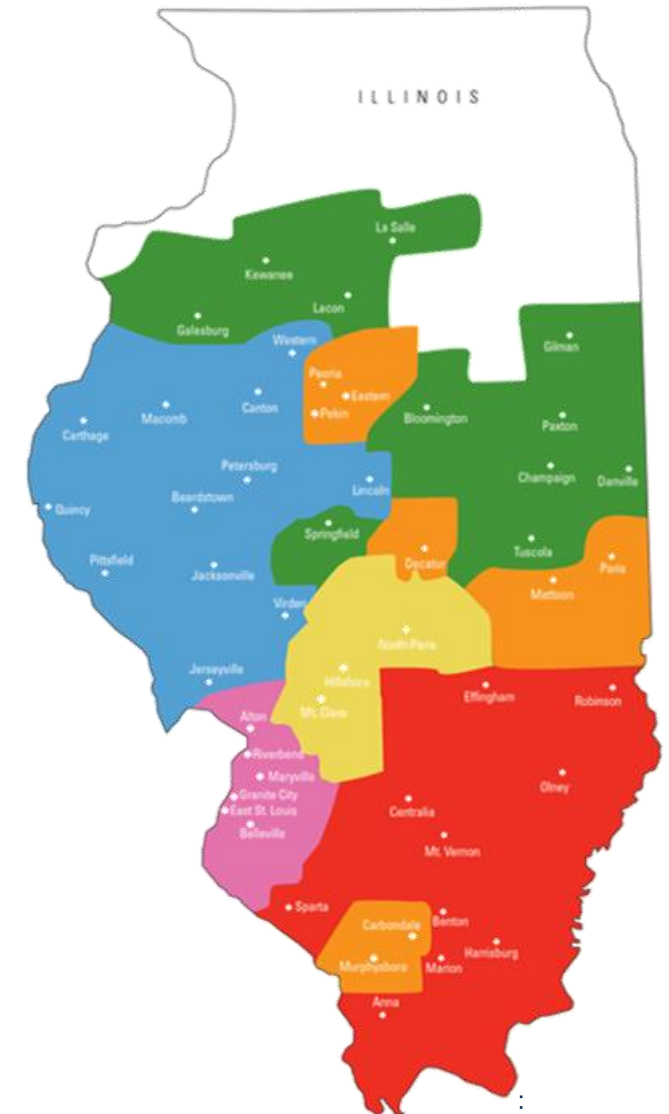 ILLINOIS
La Salle
Kewanee
Lacon
Galesburg
Western
Gilman
Peoria
Eastern
Pekin
Canton
Macomb
Carthage
Bloomington
Paxton
Petersburg
Champaign
Danville
Lincoln
Beardstown
Quincy
Springfield
Tuscola
Paris
Decatur
Pittsfield
Jacksonville
Mattoon
Virden
North Pana
Jerseyville
Hillsboro
Effingham
Robinson
Alton
Riverbend
Maryville
Granite City
East St. Louis
Belleville
Olney
Centralia
Mt. Vernon
Sparta
Carbondale
Benton
Harrisburg
Murphysboro
Marion
Anna